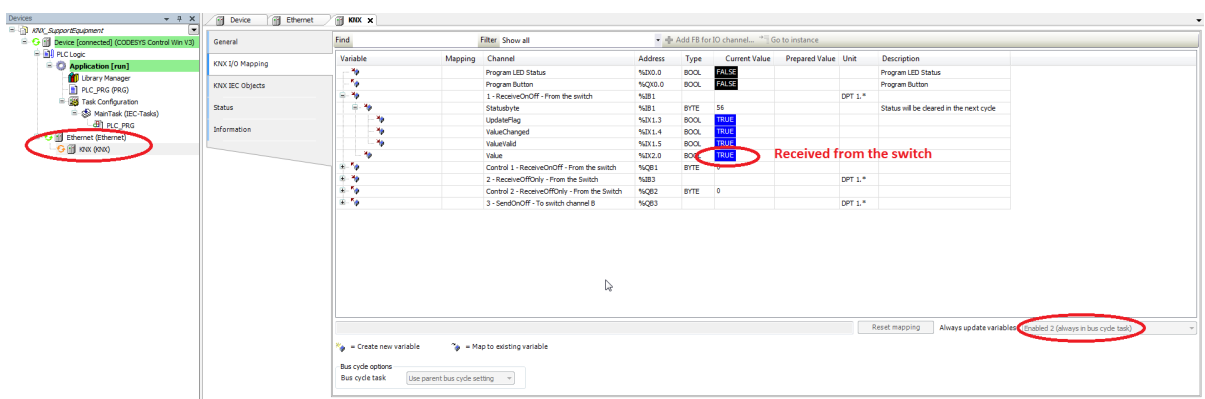 Devices
KNX_SupportEquipment
Device [connected] (CODESYS Control Win V3)
PLC Logic
Application [run]
Library Manager
PLC_PRG (PRG)
Task Configuration
MainTask (IEC-Tasks)
PLC_PRG
Ethernet (Ethernet)
KNX (KNX)
Device
Ethernet
KNX
General
KNX I/O Mapping
KNX IEC Objects
Status
Information
Find Filter Show all Add FB for IO channel... Go to instance
Variable Mapping Channel Address Type Current Value Prepared Value Unit Description
Program LED Status %IX0.0 BOOL FALSE Program LED Status
Program Button %QX0.0 BOOL FALSE Program Button
1 - ReceiveOnOff - From the switch %IB1 DPT 1.*
Statusbyte %IB1 BYTE 56 Status will be cleared in the next cycle
UpdateFlag %IX1.3 BOOL TRUE
ValueChanged %IX1.4 BOOL TRUE
ValueValid %IX1.5 BOOL TRUE
Value %IX2.0 BOOL TRUE
Received from the switch
Control 1 - ReceiveOnOff - From the switch %QB1 BYTE 0
2 - ReceiveOffOnly - From the Switch %IB3 DPT 1.*
Control 2 - ReceiveOffOnly - From the Switch %QB2 BYTE 0
3 - SendOnOff - To switch channel B %QB3 DPT 1.*
Reset mapping Always update variables Enabled 2 (always in bus cycle task)
= Create new variable = Map to existing variable
Bus cycle options
Bus cycle task Use parent bus cycle setting